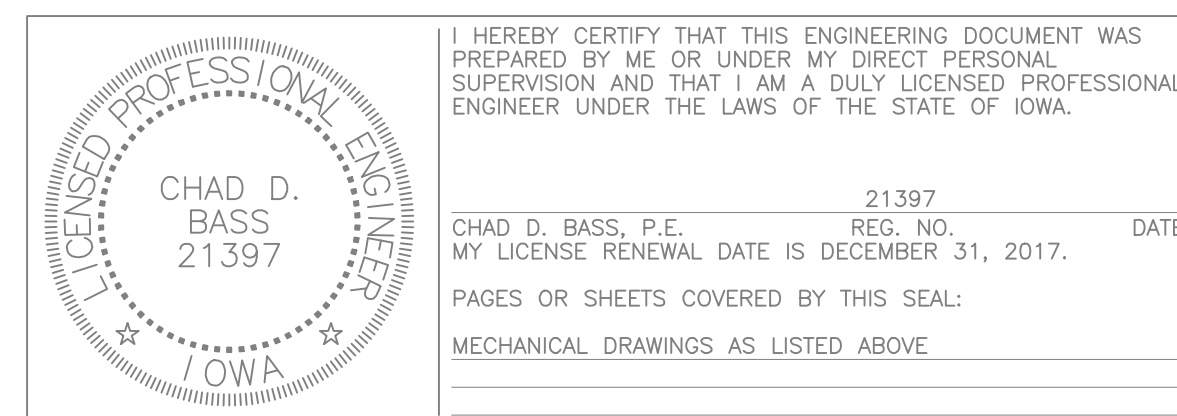 LICENSED PROFESSIONAL ENGINEER
CHAD D.
BASS
21397
IOWA
I HEREBY CERTIFY THAT THIS ENGINEERING DOCUMENT WAS
PREPARED BY ME OR UNDER MY DIRECT PERSONAL
SUPERVISION AND THAT I AM A DULY LICENSED PROFESSIONAL
ENGINEER UNDER THE LAWS OF THE STATE OF IOWA.
21397
CHAD D. BASS, P.E. REG. NO. DATE
MY LICENSE RENEWAL DATE IS DECEMBER 31, 2017.
PAGES OR SHEETS COVERED BY THIS SEAL:
MECHANICAL DRAWINGS AS LISTED ABOVE